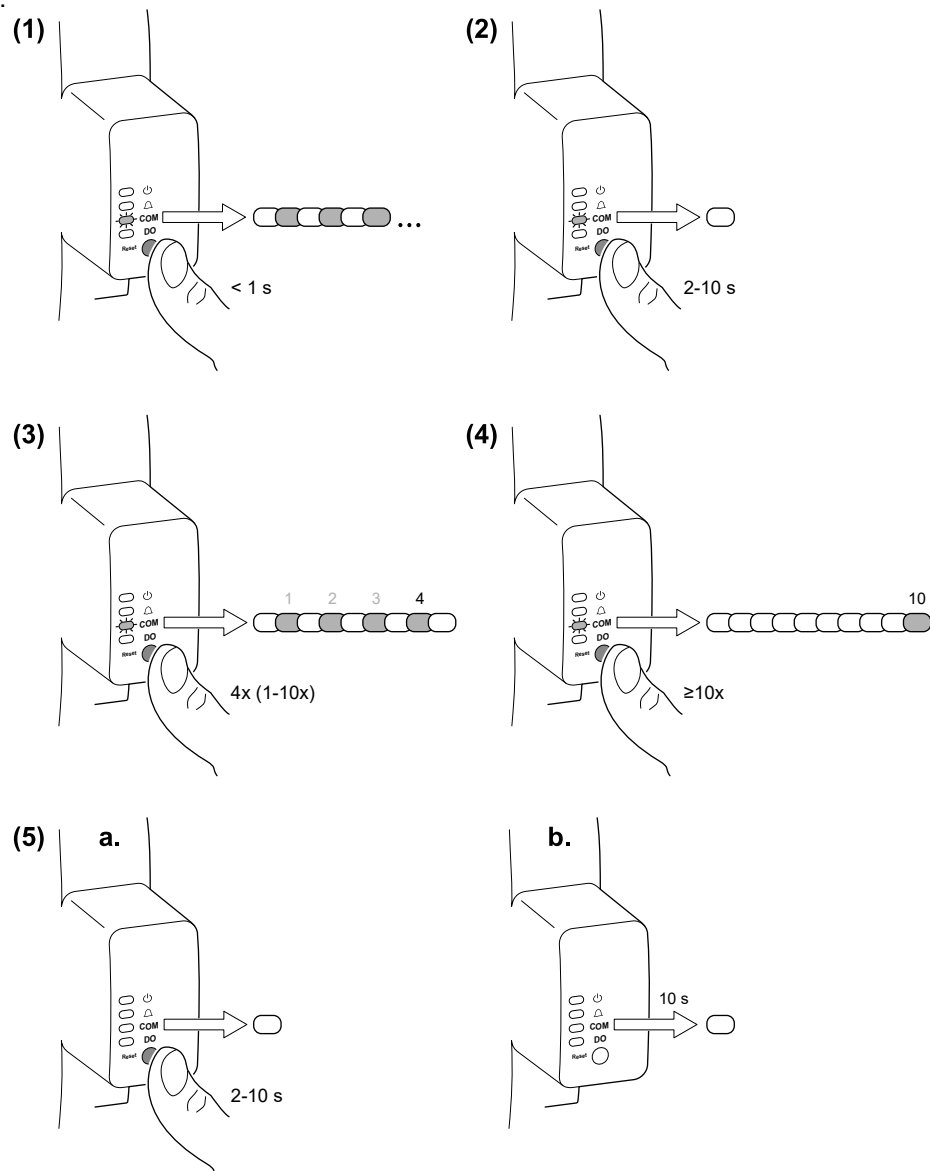 .
(1)
COM
DO
Reset
...
< 1 s
(2)
COM
DO
Reset
2-10 s
(3)
1 2 3 4
COM
DO
Reset
4x (1-10x)
(4)
10
COM
DO
Reset
≥10x
(5) a.
COM
DO
Reset
2-10 s
b.
10 s
COM
DO
Reset